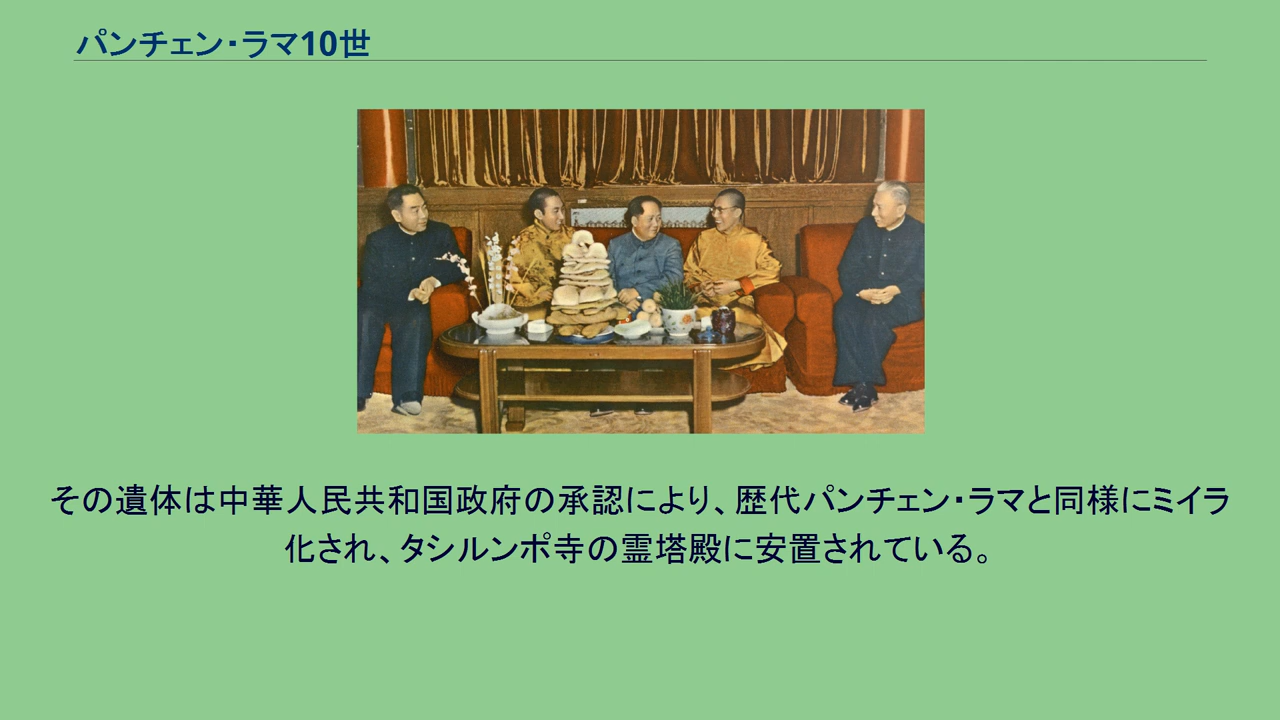 パンチェン・ラマ10世
その遺体は中華人民共和国政府の承認により、歴代パンチェン・ラマと同様にミイラ
化され、タシルンポ寺の霊塔殿に安置されている。